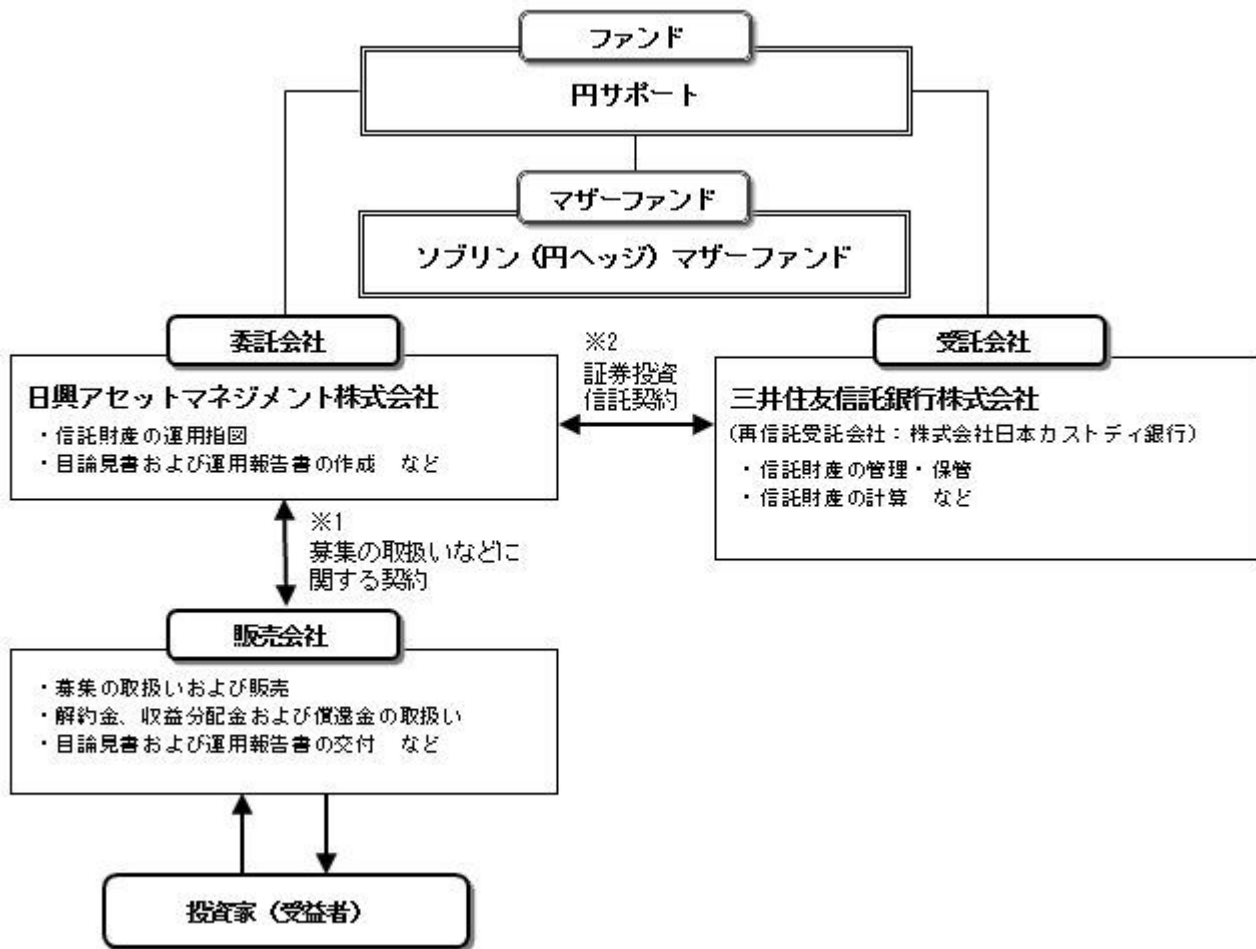 ファンド
円サポート
マザーファンド
ソブリン（円ヘッジ）マザーファンド
委託会社
日興アセットマネジメント株式会社
・信託財産の運用指図
・目論見書および運用報告書の作成　など
※2
証券投資
信託契約
受託会社
三井住友信託銀行株式会社
（再信託受託会社：株式会社日本カストディ銀行）
・信託財産の管理・保管
・信託財産の計算　など
※1
募集の取扱いなどに
関する契約
販売会社
・募集の取扱いおよび販売
・解約金、収益分配金および償還金の取扱い
・目論見書および運用報告書の交付　など
投資家（受益者）